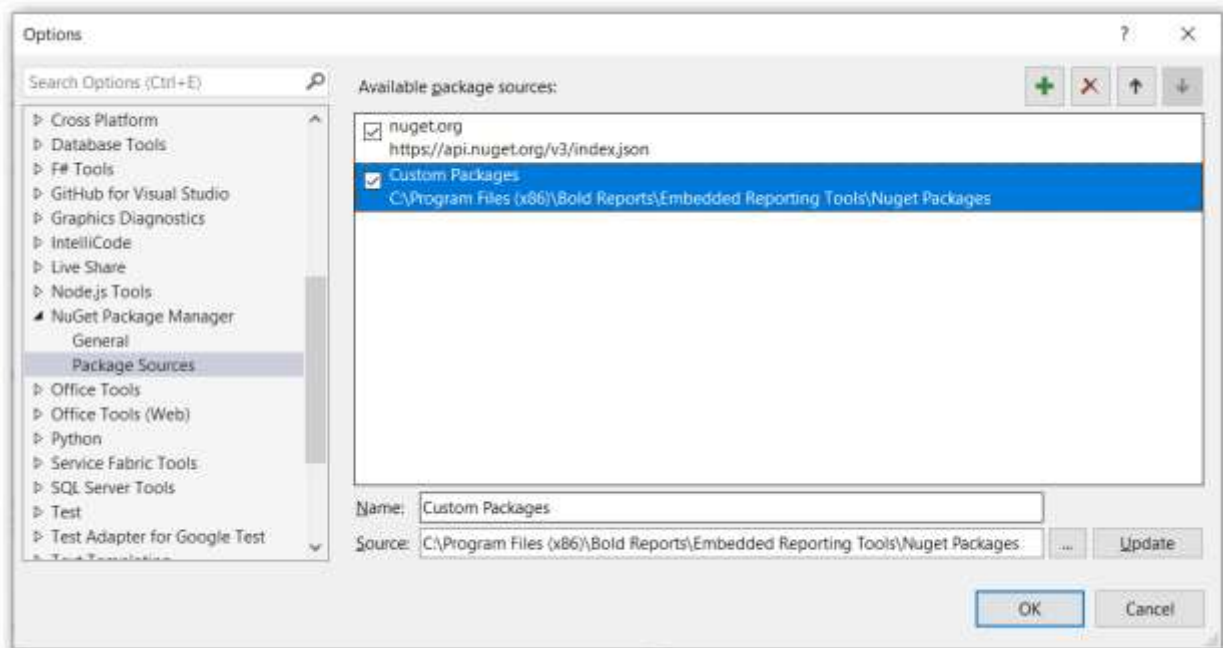 Options
?
Search Options (Ctrl+E)
Cross Platform
Database Tools
F# Tools
GitHub for Visual Studio
Graphics Diagnostics
IntelliCode
Live Share
Node.js Tools
NuGet Package Manager
General
Package Sources
Office Tools
Office Tools (Web)
Python
Service Fabric Tools
SQL Server Tools
Test
Test Adapter for Google Test
Text Templating
Available package sources:
nuget.org
https://api.nuget.org/v3/index.json
Custom Packages
C:\Program Files (x86)\Bold Reports\Embedded Reporting Tools\Nuget Packages
Name: Custom Packages
Source: C:\Program Files (x86)\Bold Reports\Embedded Reporting Tools\Nuget Packages ... Update
OK Cancel